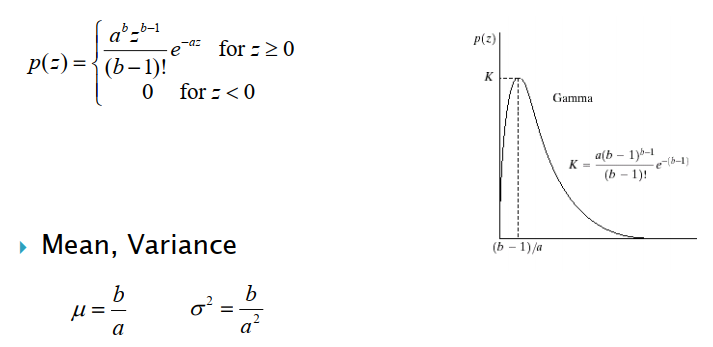 p(z) = { a^b z^{b-1} / (b-1)! e^{-az} for z ≥ 0
0 for z < 0
p(z)
K
Gamma
K = a(b – 1)^{b–1} / (b – 1)! e^{–(b–1)}
(b – 1)/a
Mean, Variance
μ = b / a σ² = b / a²